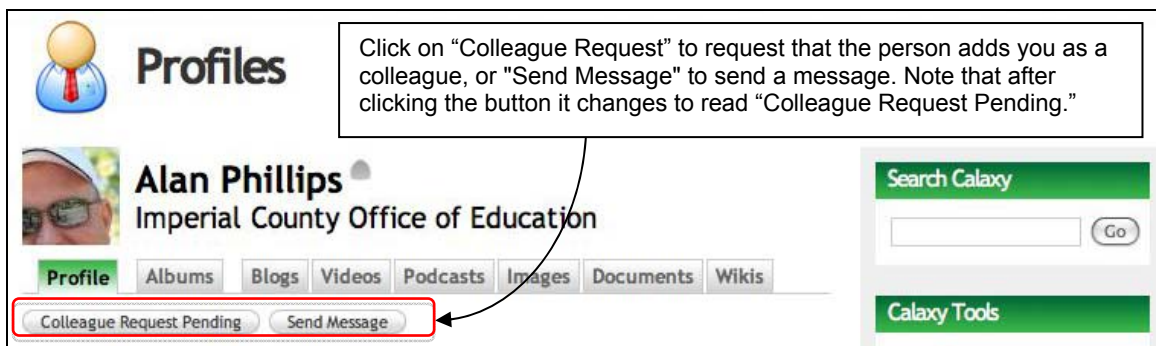 Profiles
Click on “Colleague Request” to request that the person adds you as a
colleague, or "Send Message" to send a message. Note that after
clicking the button it changes to read “Colleague Request Pending.”
Alan Phillips
Imperial County Office of Education
Search Calaxy
Go
Profile Albums Blogs Videos Podcasts Images Documents Wikis
Colleague Request Pending Send Message
Calaxy Tools